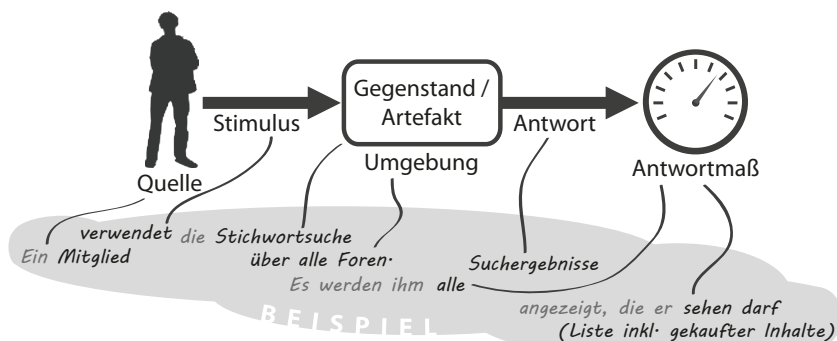 Gegenstand /
Artefakt
Stimulus
Antwort
Umgebung
Quelle
Antwortmaß
verwendet die Stichwortsuche
Ein Mitglied
über alle Foren.
Es werden ihm alle
Suchergebnisse
angezeigt, die er sehen darf
(Liste inkl. gekaufter Inhalte)
BEISPIEL